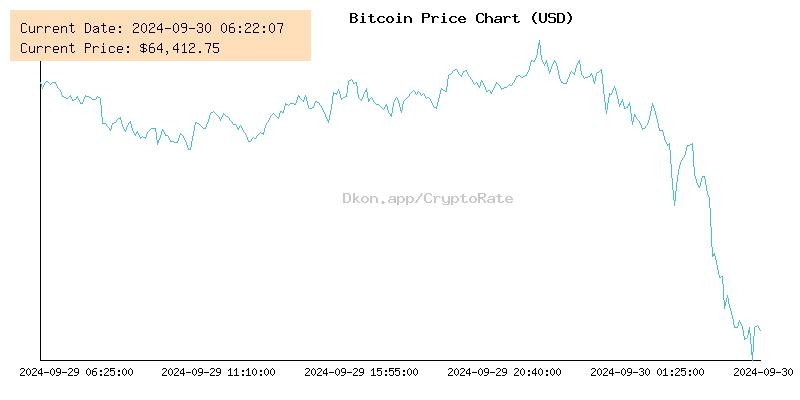 Bitcoin Price Chart (USD)
Current Date: 2024-09-30 06:22:07
Current Price: $64,412.75
Dkon.app/CryptoRate
2024-09-29 06:25:00 2024-09-29 11:10:00 2024-09-29 15:55:00 2024-09-29 20:40:00 2024-09-30 01:25:00 2024-09-30